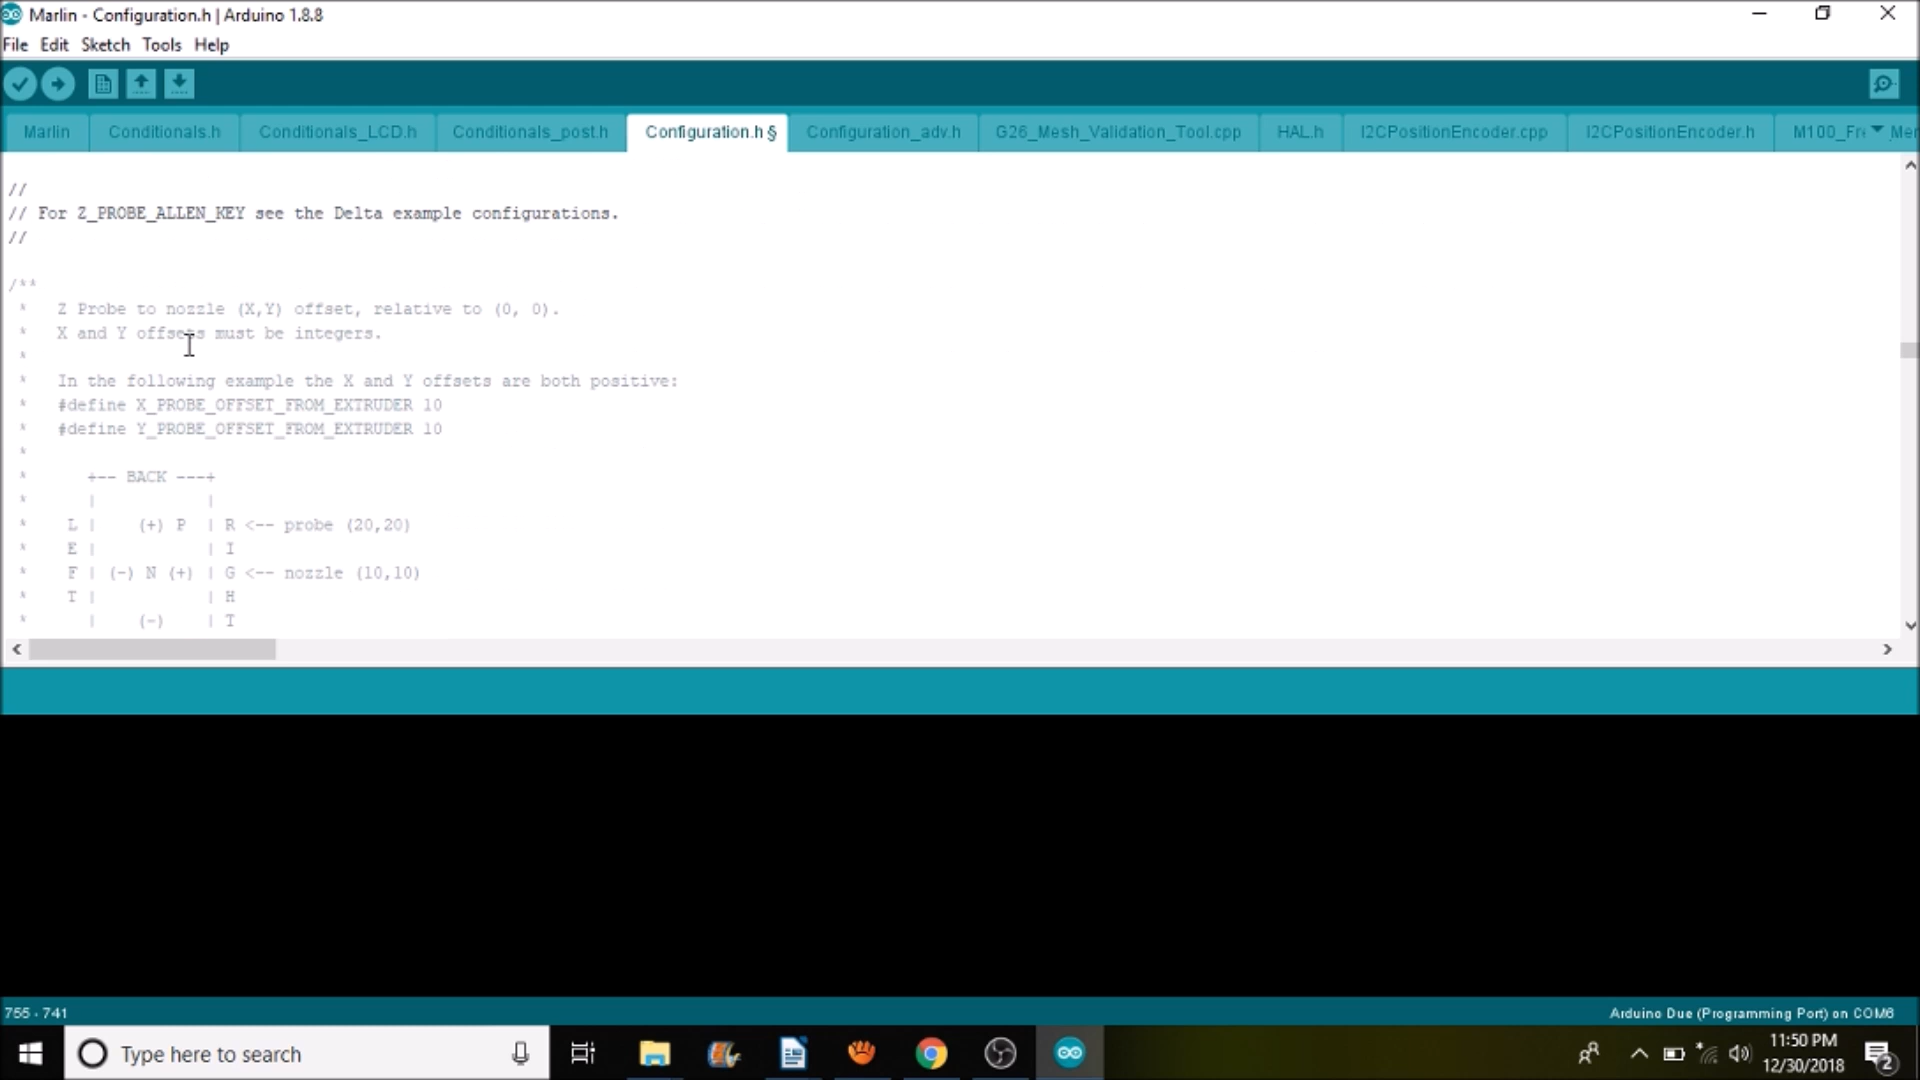 Marlin - Configuration.h | Arduino 1.8.8
File Edit Sketch Tools Help
Marlin Conditionals.h Conditionals_LCD.h Conditionals_post.h Configuration.h § Configuration_adv.h G26_Mesh_Validation_Tool.cpp HAL.h I2CPositionEncoder.cpp I2CPositionEncoder.h M100_Fre Mer
//
// For Z_PROBE_ALLEN_KEY see the Delta example configurations.
//
/**
* Z Probe to nozzle (X,Y) offset, relative to (0, 0).
* X and Y offsets must be integers.
*
* In the following example the X and Y offsets are both positive:
* #define X_PROBE_OFFSET_FROM_EXTRUDER 10
* #define Y_PROBE_OFFSET_FROM_EXTRUDER 10
*
* +-- BACK ---+
* | |
* L | (+) P | R <-- probe (20,20)
* E | | I
* F | (-) N (+) | G <-- nozzle (10,10)
* T | | H
* | (-) | T
755 - 741
Arduino Due (Programming Port) on COM6
Type here to search
11:50 PM
12/30/2018
2